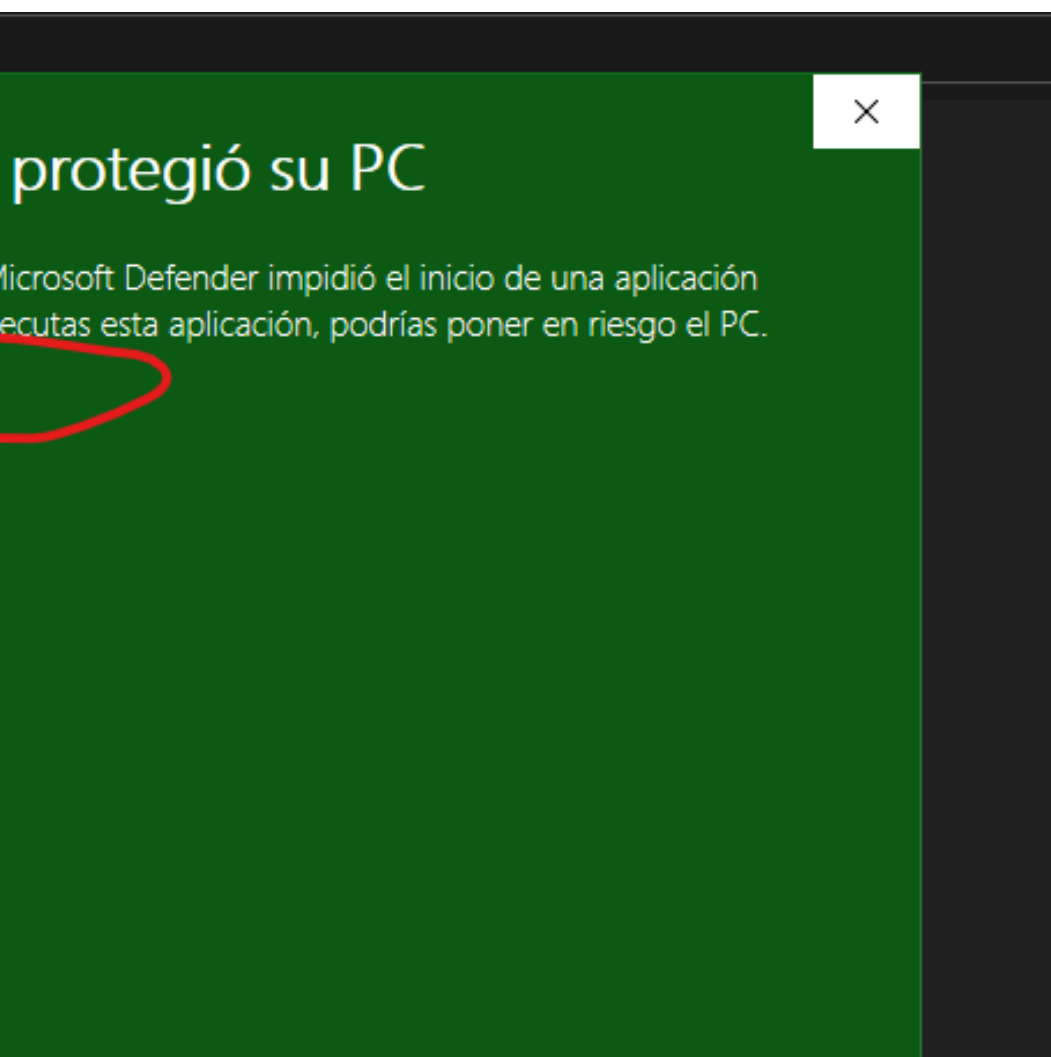 protegió su PC
Microsoft Defender impidió el inicio de una aplicación
ecutas esta aplicación, podrías poner en riesgo el PC.